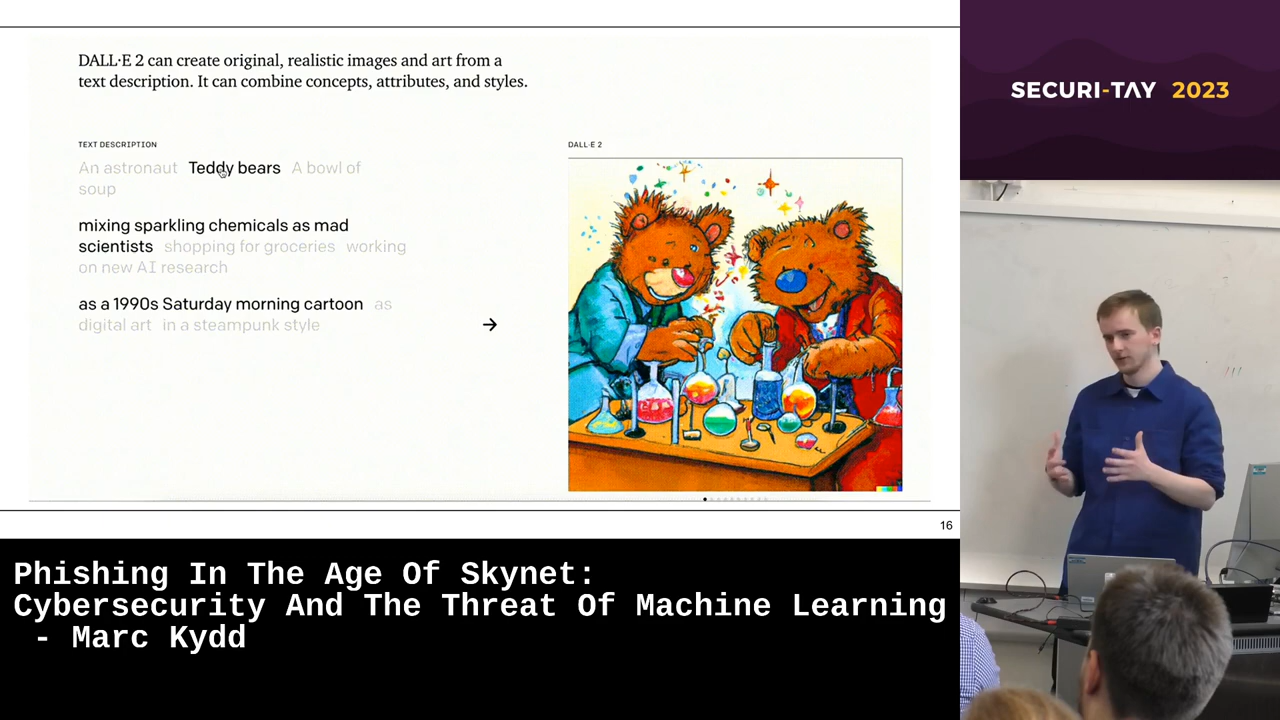 DALL·E 2 can create original, realistic images and art from a
text description. It can combine concepts, attributes, and styles.
TEXT DESCRIPTION
An astronaut Teddy bears A bowl of
soup
mixing sparkling chemicals as mad
scientists shopping for groceries working
on new AI research
as a 1990s Saturday morning cartoon as
digital art in a steampunk style
→
DALL·E 2
16
SECURI-TAY 2023
Phishing In The Age Of Skynet:
Cybersecurity And The Threat Of Machine Learning
- Marc Kydd